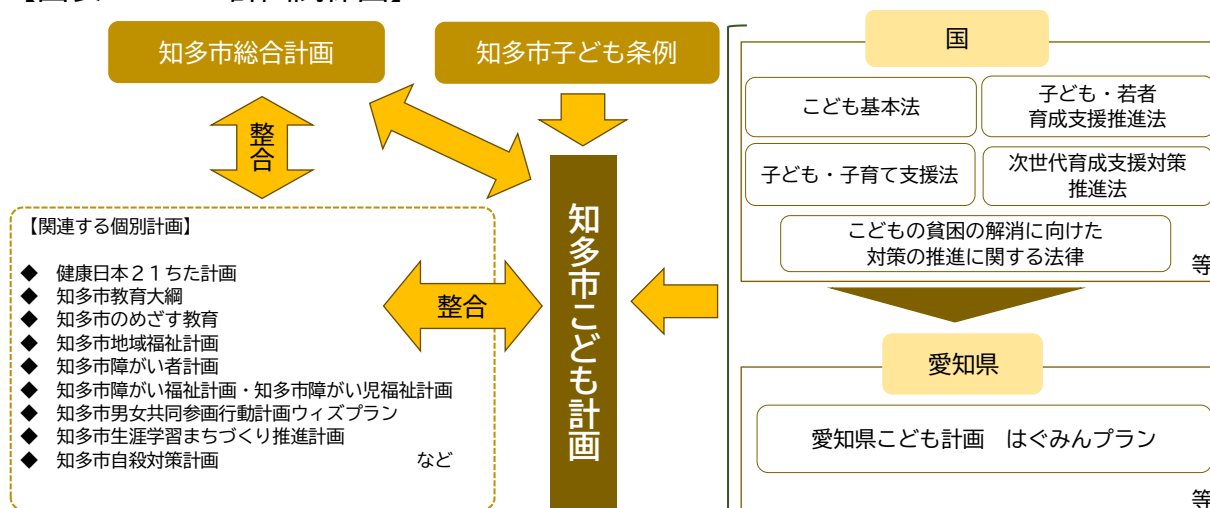 知多市総合計画
知多市子ども条例
整合
【関連する個別計画】
◆ 健康日本２１ちた計画
◆ 知多市教育大綱
◆ 知多市のめざす教育
◆ 知多市地域福祉計画
◆ 知多市障がい者計画
◆ 知多市障がい福祉計画・知多市障がい児福祉計画
◆ 知多市男女共同参画行動計画ウィズプラン
◆ 知多市生涯学習まちづくり推進計画
◆ 知多市自殺対策計画 など
整合
知多市こども計画
国
こども基本法
子ども・若者
育成支援推進法
子ども・子育て支援法
次世代育成支援対策
推進法
こどもの貧困の解消に向けた
対策の推進に関する法律
等
愛知県
愛知県こども計画 はぐみんプラン
等